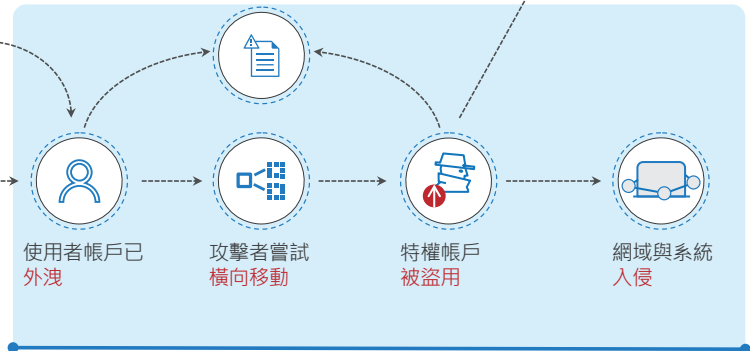 使用者帳戶已
外洩
攻擊者嘗試
橫向移動
特權帳戶
被盜用
網域與系統
入侵